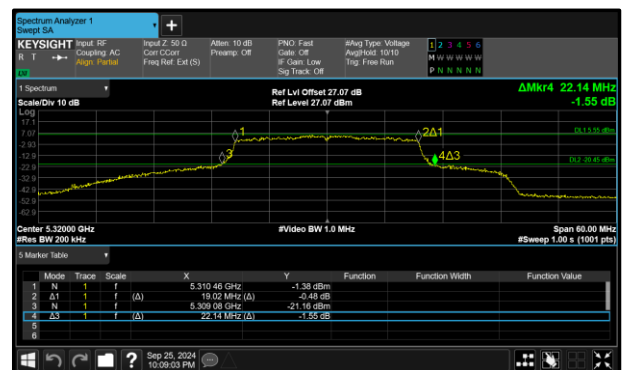 Spectrum Analyzer 1
Swept SA
KEYSIGHT
R T
Input: RF
Coupling: AC
Align: Partial
Input Z: 50 Ω
Corr CCorr
Freq Ref: Ext (S)
Atten: 10 dB
Preamp: Off
PNO: Fast
Gate: Off
IF Gain: Low
Sig Track: Off
#Avg Type: Voltage
Avg|Hold: 10/10
Trig: Free Run
1 2 3 4 5 6
M W W W W W
P N N N N N
1 Spectrum
Scale/Div 10 dB
Ref Lvl Offset 27.07 dB
Ref Level 27.07 dBm
ΔMkr4 22.14 MHz
-1.55 dB
Log
17.1
7.07
-2.93
-12.9
-22.9
-32.9
-42.9
-52.9
-62.9
1
2Δ1
3
4Δ3
DL1 5.55 dBm
DL2 -20.45 dBm
Center 5.32000 GHz
#Res BW 200 kHz
#Video BW 1.0 MHz
Span 60.00 MHz
#Sweep 1.00 s (1001 pts)
5 Marker Table
Mode Trace Scale X Y Function Function Width Function Value
1 N 1 f 5.310 46 GHz -1.38 dBm
2 Δ1 1 f (Δ) 19.02 MHz (Δ) -0.48 dB
3 N 1 f 5.309 08 GHz -21.16 dBm
4 Δ3 1 f (Δ) 22.14 MHz (Δ) -1.55 dB
5
6
Sep 25, 2024
10:09:03 PM